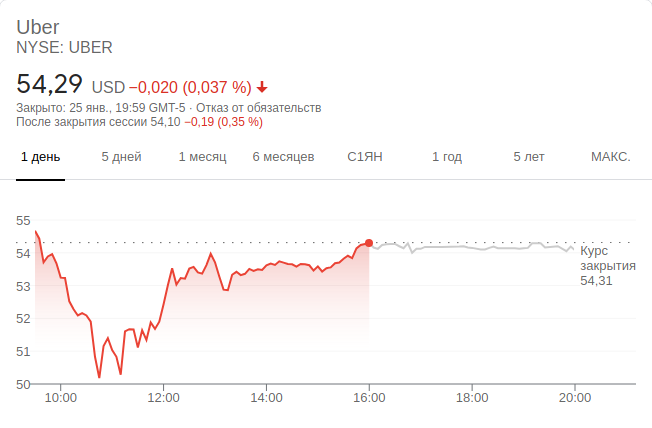 Uber
NYSE: UBER
54,29 USD −0,020 (0,037 %)
Закрыто: 25 янв., 19:59 GMT-5 · Отказ от обязательств
После закрытия сессии 54,10 −0,19 (0,35 %)
1 день 5 дней 1 месяц 6 месяцев С1ЯН 1 год 5 лет МАКС.
55
54
53
52
51
50
Курс
закрытия
54,31
10:00 12:00 14:00 16:00 18:00 20:00